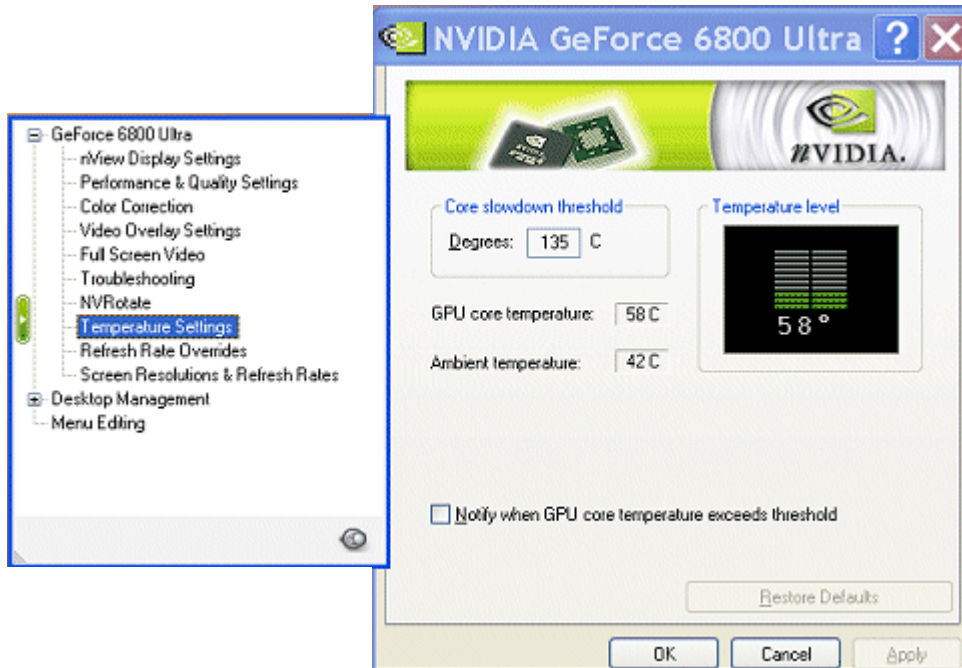 NVIDIA GeForce 6800 Ultra
NVIDIA
nVIDIA.
GeForce 6800 Ultra
nView Display Settings
Performance & Quality Settings
Color Correction
Video Overlay Settings
Full Screen Video
Troubleshooting
NVRotate
Temperature Settings
Refresh Rate Overrides
Screen Resolutions & Refresh Rates
Desktop Management
Menu Editing
Core slowdown threshold
Degrees: 135 C
GPU core temperature: 58 C
Ambient temperature: 42 C
Temperature level
58°
Notify when GPU core temperature exceeds threshold
Restore Defaults
OK Cancel Apply